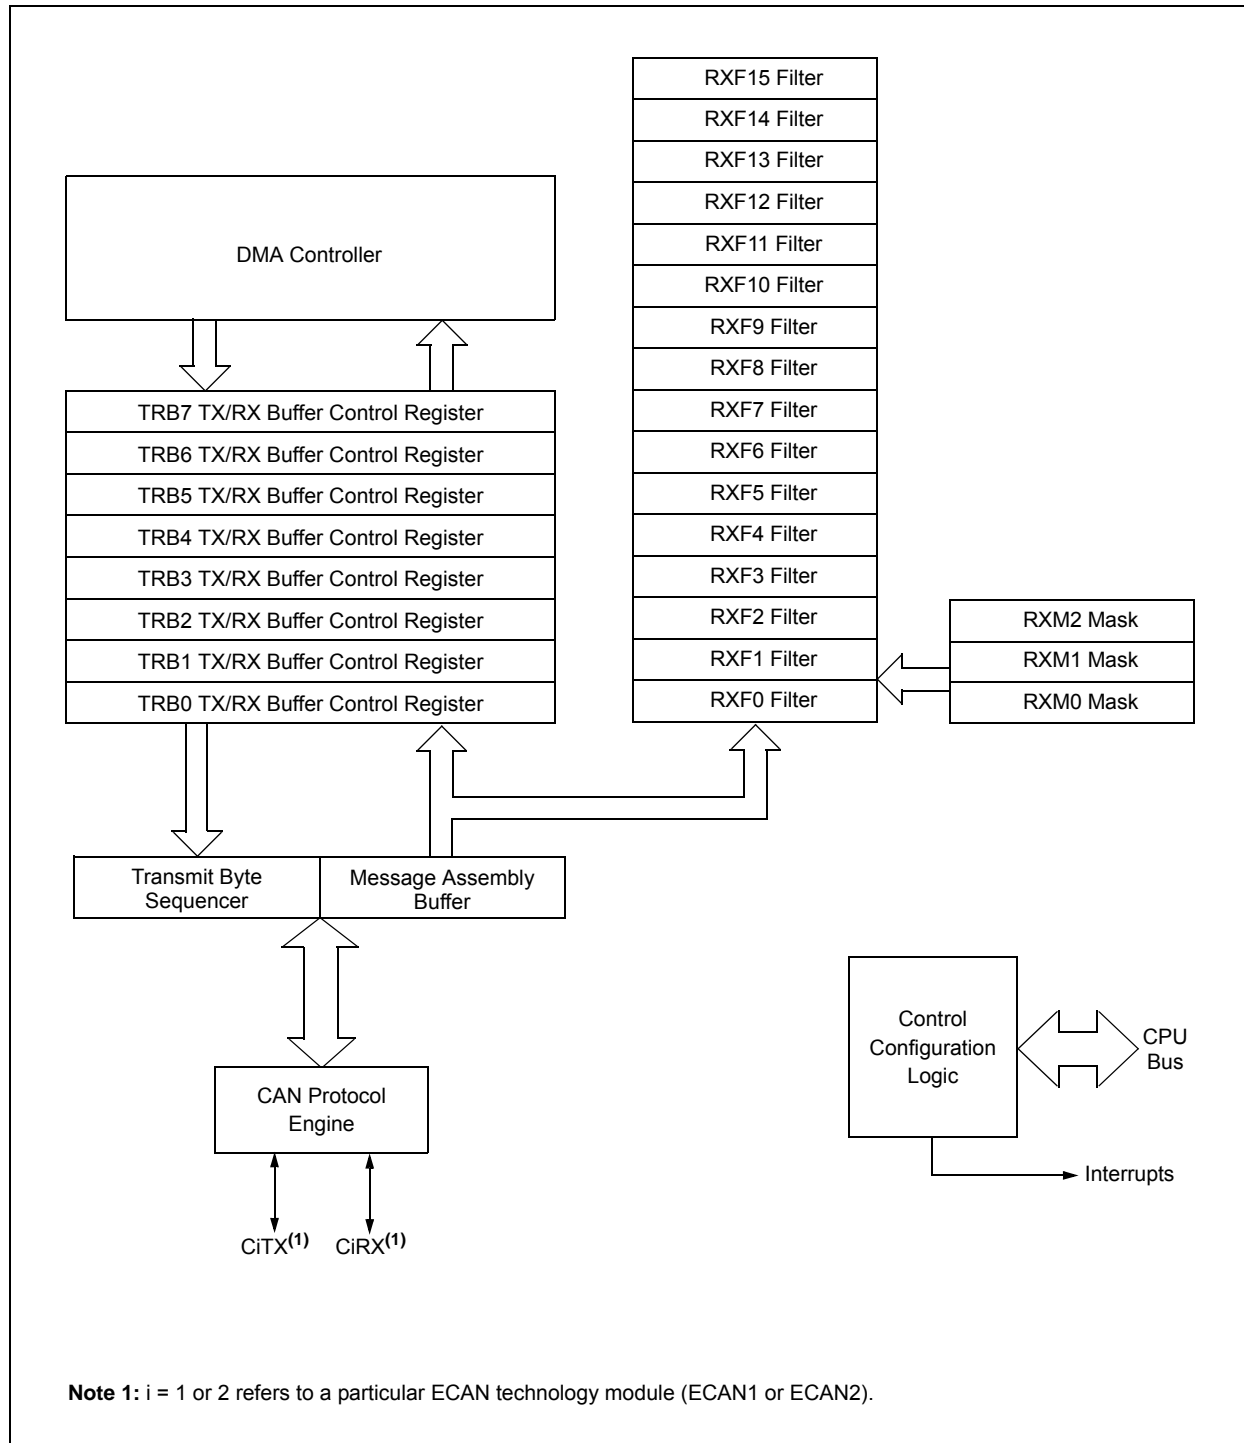 DMA Controller
TRB7 TX/RX Buffer Control Register
TRB6 TX/RX Buffer Control Register
TRB5 TX/RX Buffer Control Register
TRB4 TX/RX Buffer Control Register
TRB3 TX/RX Buffer Control Register
TRB2 TX/RX Buffer Control Register
TRB1 TX/RX Buffer Control Register
TRB0 TX/RX Buffer Control Register
RXF15 Filter
RXF14 Filter
RXF13 Filter
RXF12 Filter
RXF11 Filter
RXF10 Filter
RXF9 Filter
RXF8 Filter
RXF7 Filter
RXF6 Filter
RXF5 Filter
RXF4 Filter
RXF3 Filter
RXF2 Filter
RXF1 Filter
RXF0 Filter
RXM2 Mask
RXM1 Mask
RXM0 Mask
Transmit Byte
Sequencer
Message Assembly
Buffer
CAN Protocol
Engine
CiTX(1)
CiRX(1)
Control
Configuration
Logic
CPU
Bus
Interrupts
Note 1: i = 1 or 2 refers to a particular ECAN technology module (ECAN1 or ECAN2).